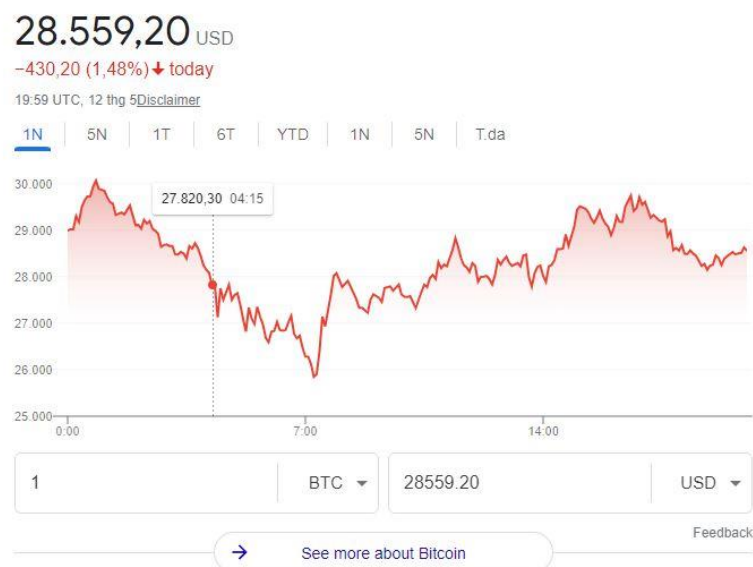 28.559,20 USD
−430,20 (1,48%) ↓ today
19:59 UTC, 12 thg 5 Disclaimer
1N 5N 1T 6T YTD 1N 5N T.da
30.000
27.820,30 04:15
29.000
28.000
27.000
26.000
25.000
0:00 7:00 14:00
1 BTC 28559.20 USD
Feedback
→ See more about Bitcoin